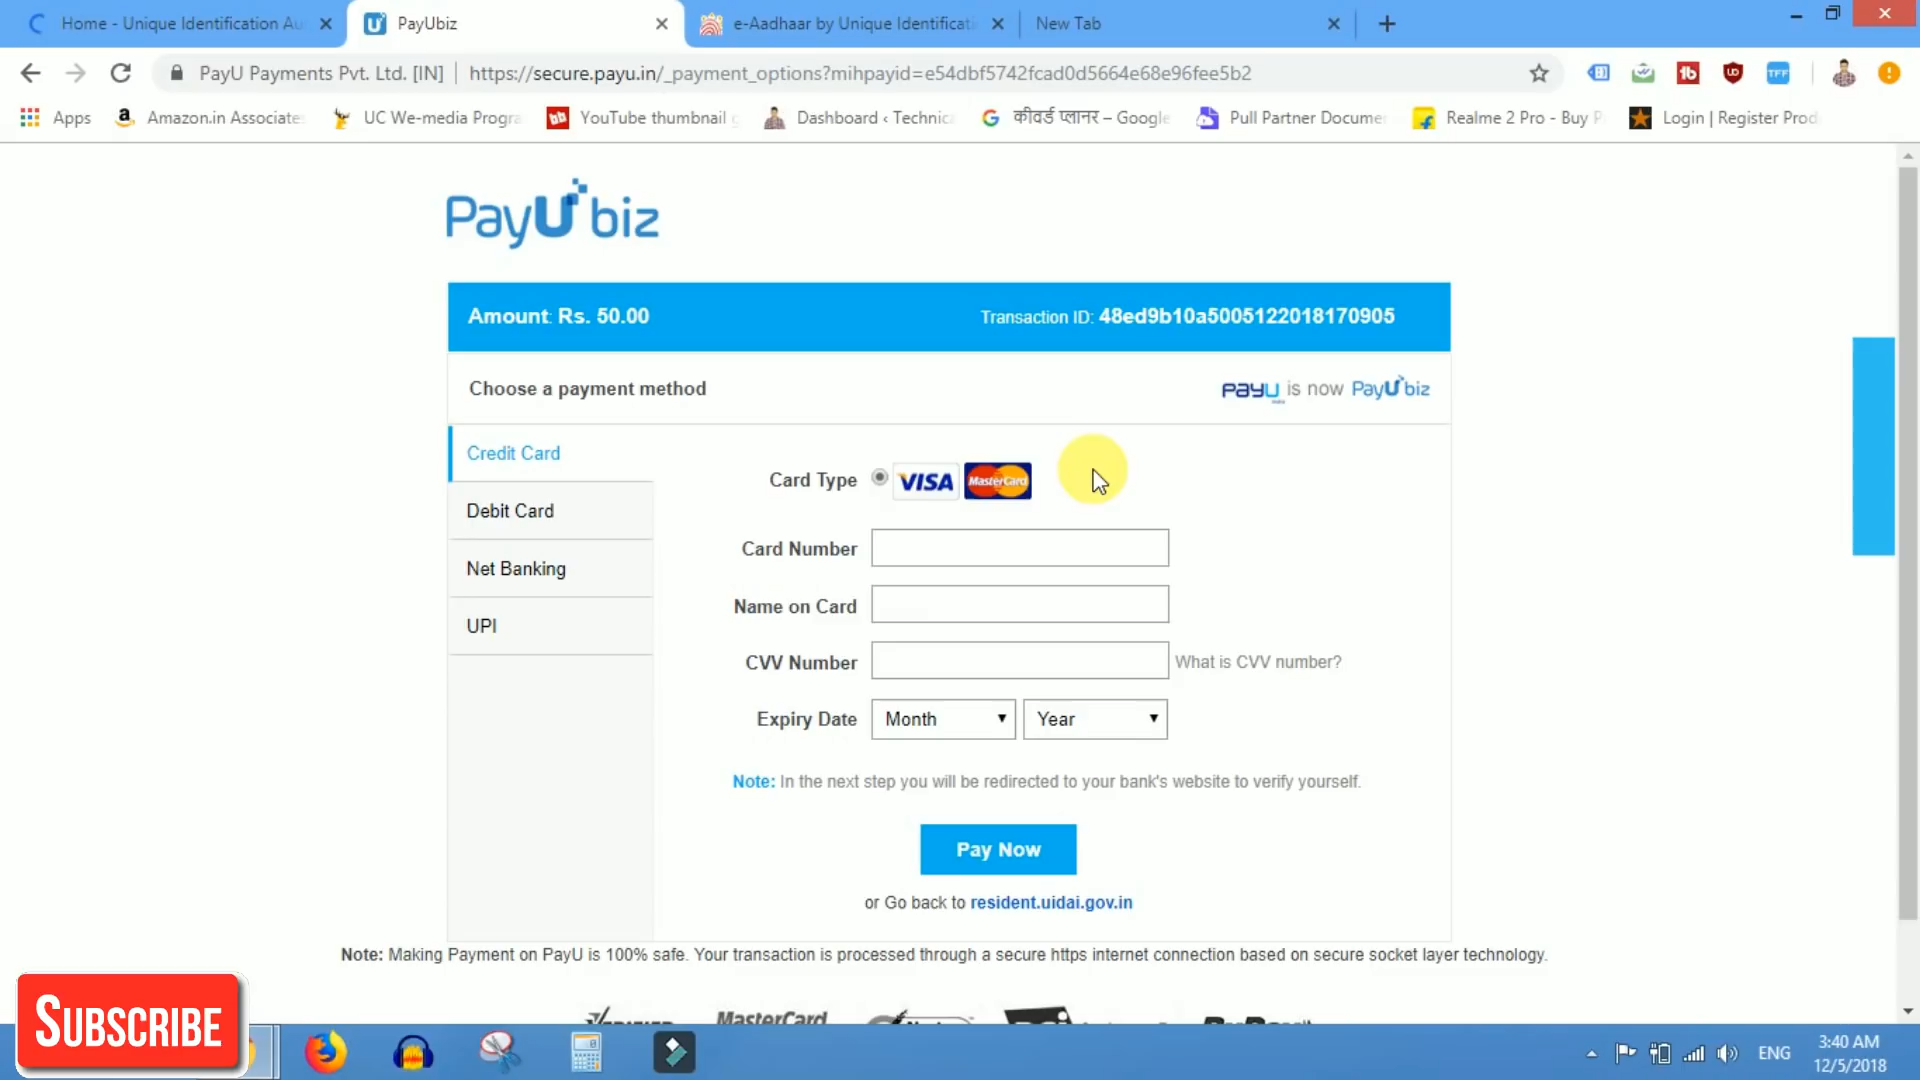 Home - Unique Identification Au
PayUbiz
e-Aadhaar by Unique Identificati
New Tab
PayU Payments Pvt. Ltd. [IN]
https://secure.payu.in/_payment_options?mihpayid=e54dbf5742fcad0d5664e68e96fee5b2
Apps
Amazon.in Associates
UC We-media Progra
YouTube thumbnail g
Dashboard ‹ Technica
कीवर्ड प्लानर – Google
Pull Partner Documen
Realme 2 Pro - Buy P
Login | Register Prod
PayU biz
Amount: Rs. 50.00
Transaction ID: 48ed9b10a5005122018170905
Choose a payment method
PayU is now PayU biz
Credit Card
Debit Card
Net Banking
UPI
Card Type VISA MasterCard
Card Number
Name on Card
CVV Number What is CVV number?
Expiry Date Month Year
Note: In the next step you will be redirected to your bank's website to verify yourself.
Pay Now
or Go back to resident.uidai.gov.in
Note: Making Payment on PayU is 100% safe. Your transaction is processed through a secure https internet connection based on secure socket layer technology.
MasterCard
SUBSCRIBE
ENG
3:40 AM
12/5/2018